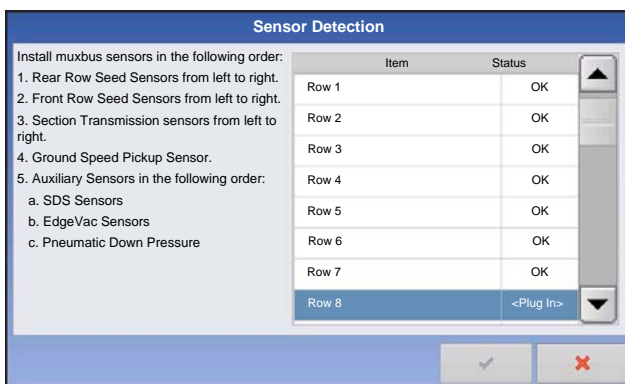 Sensor Detection
Install muxbus sensors in the following order:
1. Rear Row Seed Sensors from left to right.
2. Front Row Seed Sensors from left to right.
3. Section Transmission sensors from left to
right.
4. Ground Speed Pickup Sensor.
5. Auxiliary Sensors in the following order:
a. SDS Sensors
b. EdgeVac Sensors
c. Pneumatic Down Pressure
Item Status
Row 1 OK
Row 2 OK
Row 3 OK
Row 4 OK
Row 5 OK
Row 6 OK
Row 7 OK
Row 8 <Plug In>